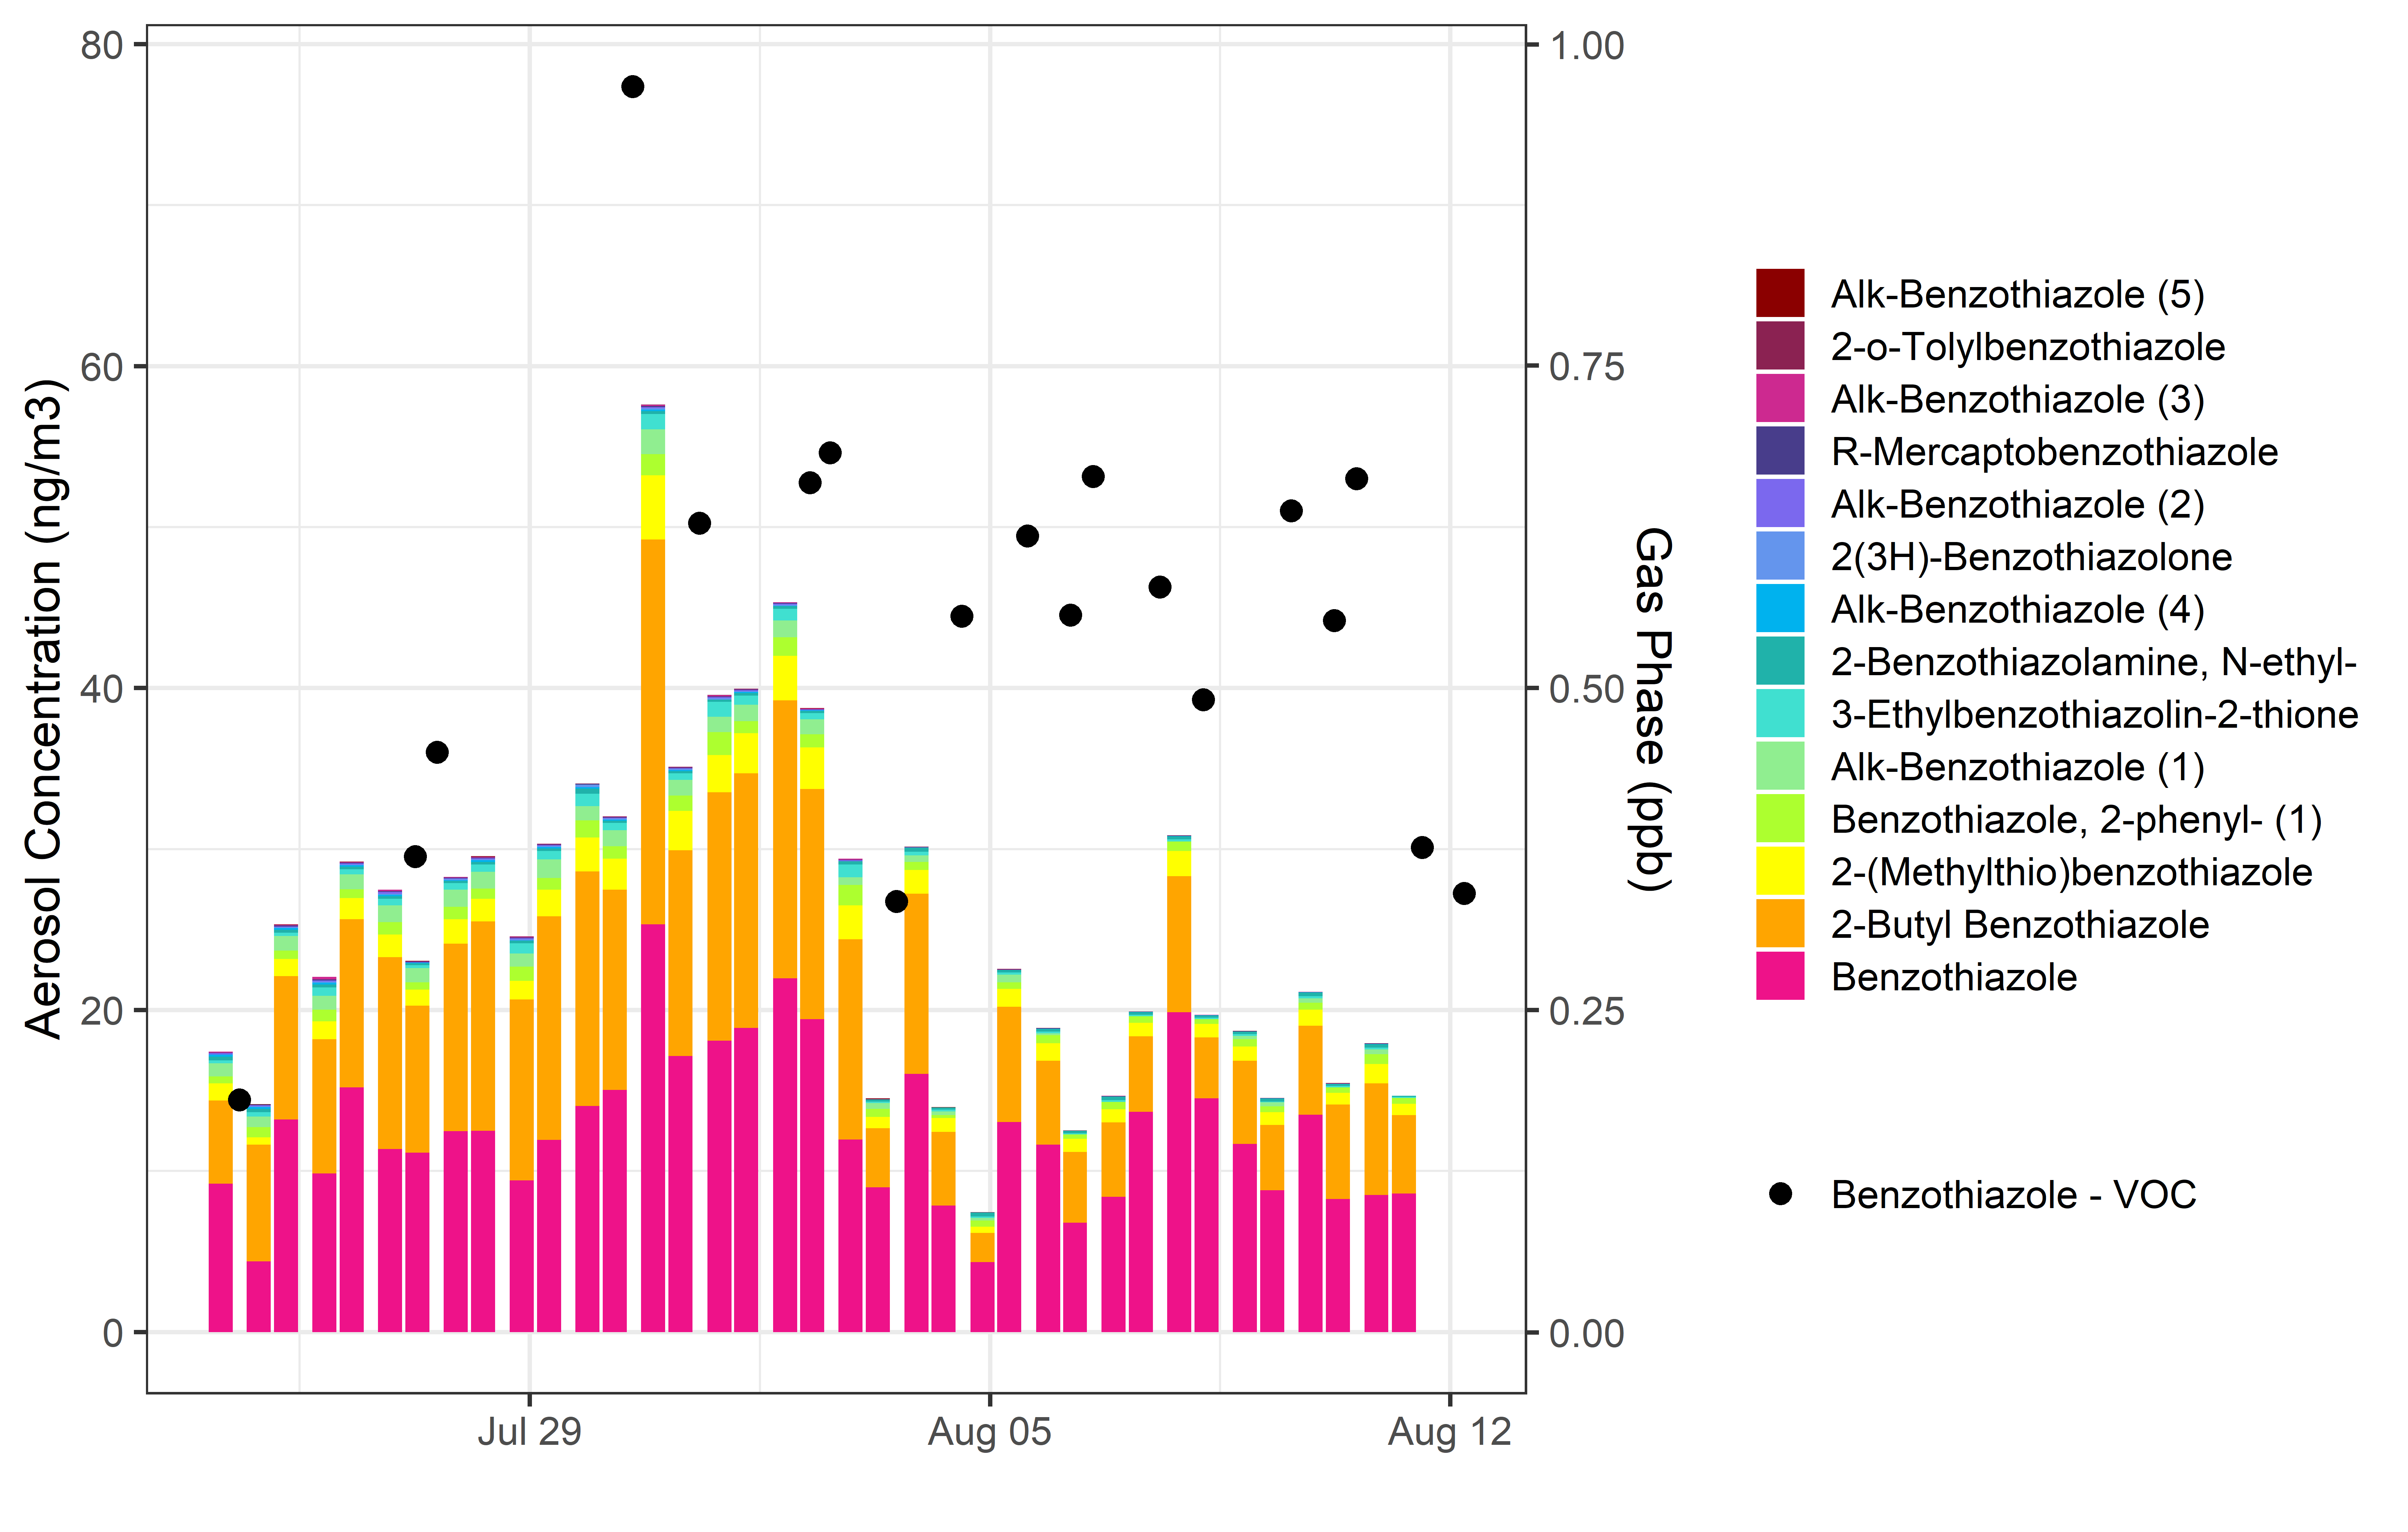 Aerosol Concentration (ng/m3)
80
60
40
20
0
Jul 29
Aug 05
Aug 12
1.00
0.75
0.50
0.25
0.00
Gas Phase (ppb)
Alk-Benzothiazole (5)
2-o-Tolylbenzothiazole
Alk-Benzothiazole (3)
R-Mercaptobenzothiazole
Alk-Benzothiazole (2)
2(3H)-Benzothiazolone
Alk-Benzothiazole (4)
2-Benzothiazolamine, N-ethyl-
3-Ethylbenzothiazolin-2-thione
Alk-Benzothiazole (1)
Benzothiazole, 2-phenyl- (1)
2-(Methylthio)benzothiazole
2-Butyl Benzothiazole
Benzothiazole
Benzothiazole - VOC